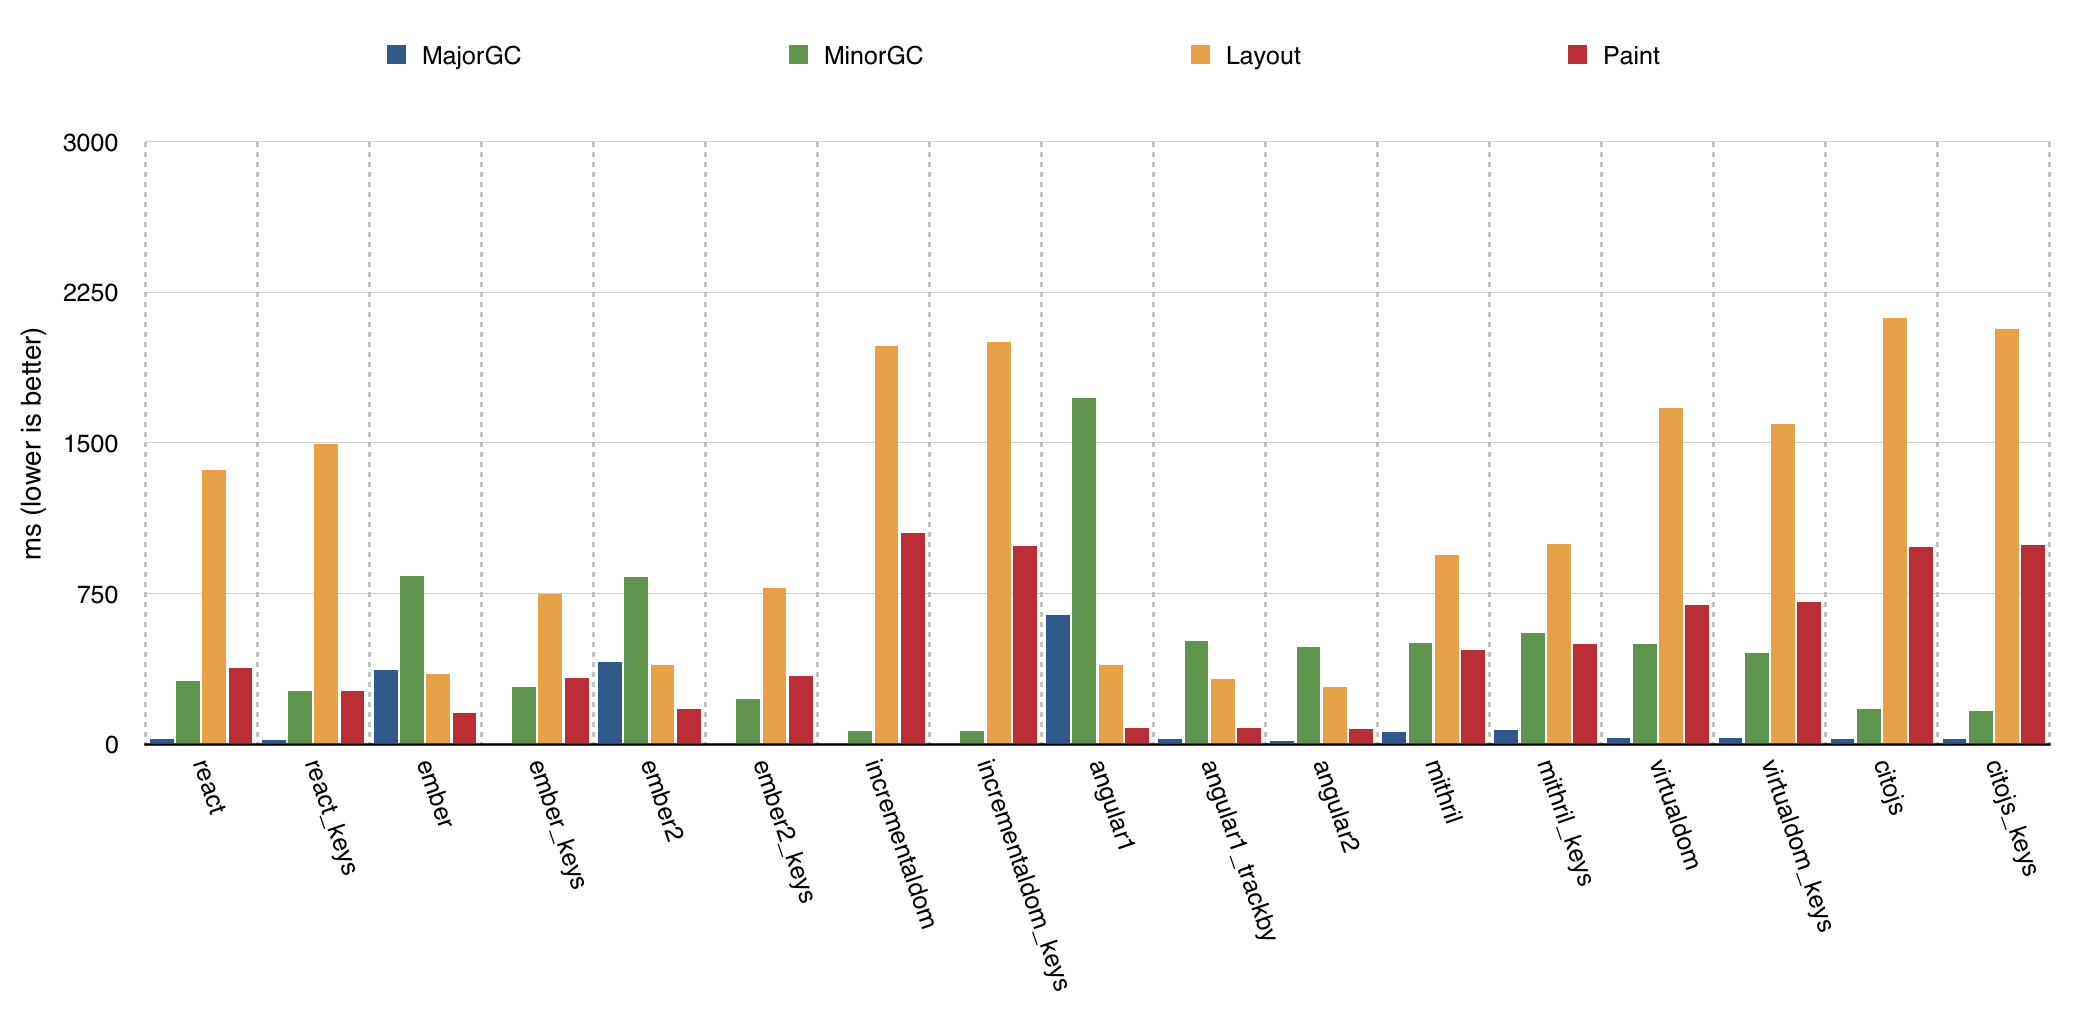 MajorGC
MinorGC
Layout
Paint
3000
2250
1500
750
0
ms (lower is better)
react
react_keys
ember
ember_keys
ember2
ember2_keys
incrementaldom
incrementaldom_keys
angular1
angular1_trackby
angular2
mithril
mithril_keys
virtualdom
virtualdom_keys
citojs
citojs_keys